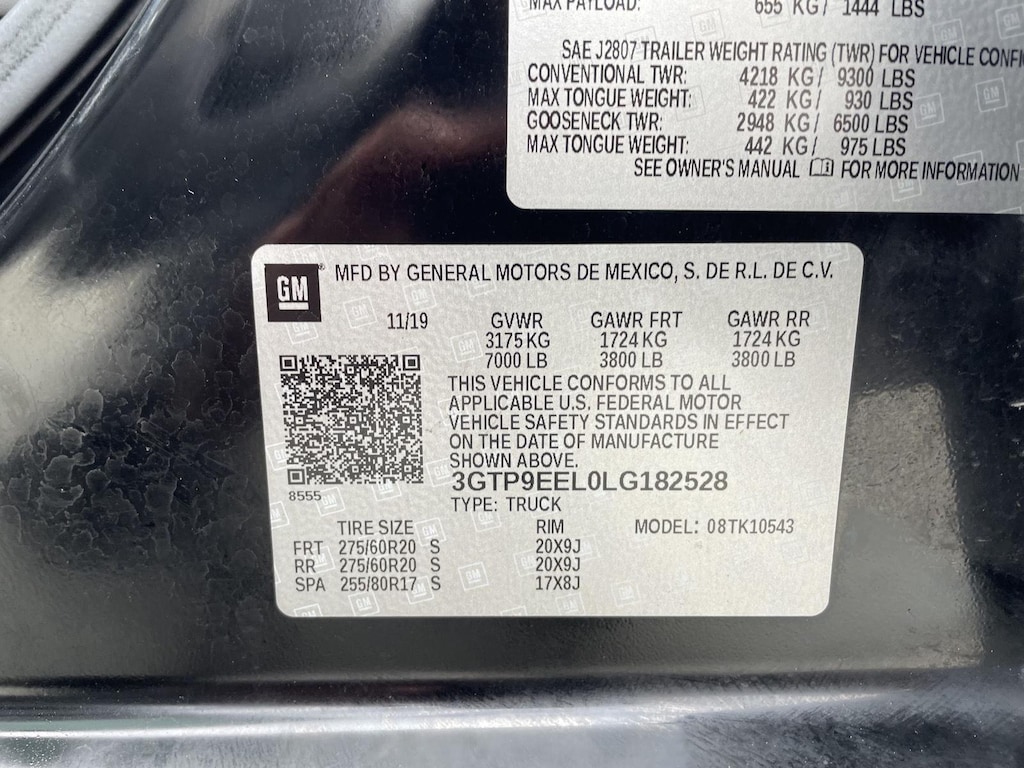 MAX PAYLOAD: 655 KG/ 1444 LBS
SAE J2807 TRAILER WEIGHT RATING (TWR) FOR VEHICLE CONFI
CONVENTIONAL TWR: 4218 KG/ 9300 LBS
MAX TONGUE WEIGHT: 422 KG/ 930 LBS
GOOSENECK TWR: 2948 KG/ 6500 LBS
MAX TONGUE WEIGHT: 442 KG/ 975 LBS
SEE OWNER'S MANUAL FOR MORE INFORMATION
GM® MFD BY GENERAL MOTORS DE MEXICO, S. DE R.L. DE C.V.
11/19 GVWR GAWR FRT GAWR RR
3175 KG 1724 KG 1724 KG
7000 LB 3800 LB 3800 LB
THIS VEHICLE CONFORMS TO ALL
APPLICABLE U.S. FEDERAL MOTOR
VEHICLE SAFETY STANDARDS IN EFFECT
ON THE DATE OF MANUFACTURE
SHOWN ABOVE.
3GTP9EEL0LG182528
8555
TYPE: TRUCK
TIRE SIZE RIM MODEL: 08TK10543
FRT 275/60R20 S 20X9J
RR 275/60R20 S 20X9J
SPA 255/80R17 S 17X8J